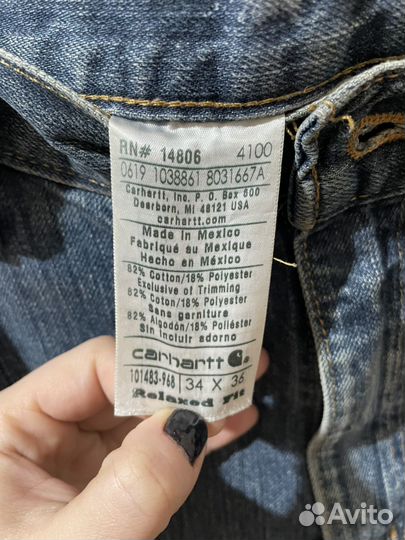 RN# 14806 4100
0619 1038861 8031667A
Carhartt, Inc. P. O. Box 600
Dearborn, MI 48121 USA
carhartt.com
Made in Mexico
Fabriqué au Mexique
Hecho en México
82% Cotton/18% Polyester
Exclusive of Trimming
82% Coton/18% Polyester
Sans garniture
82% Algodón/18% Poliéster
Sin incluir adorno
carhartt
101483-968 34 X 36
Relaxed Fit
Avito